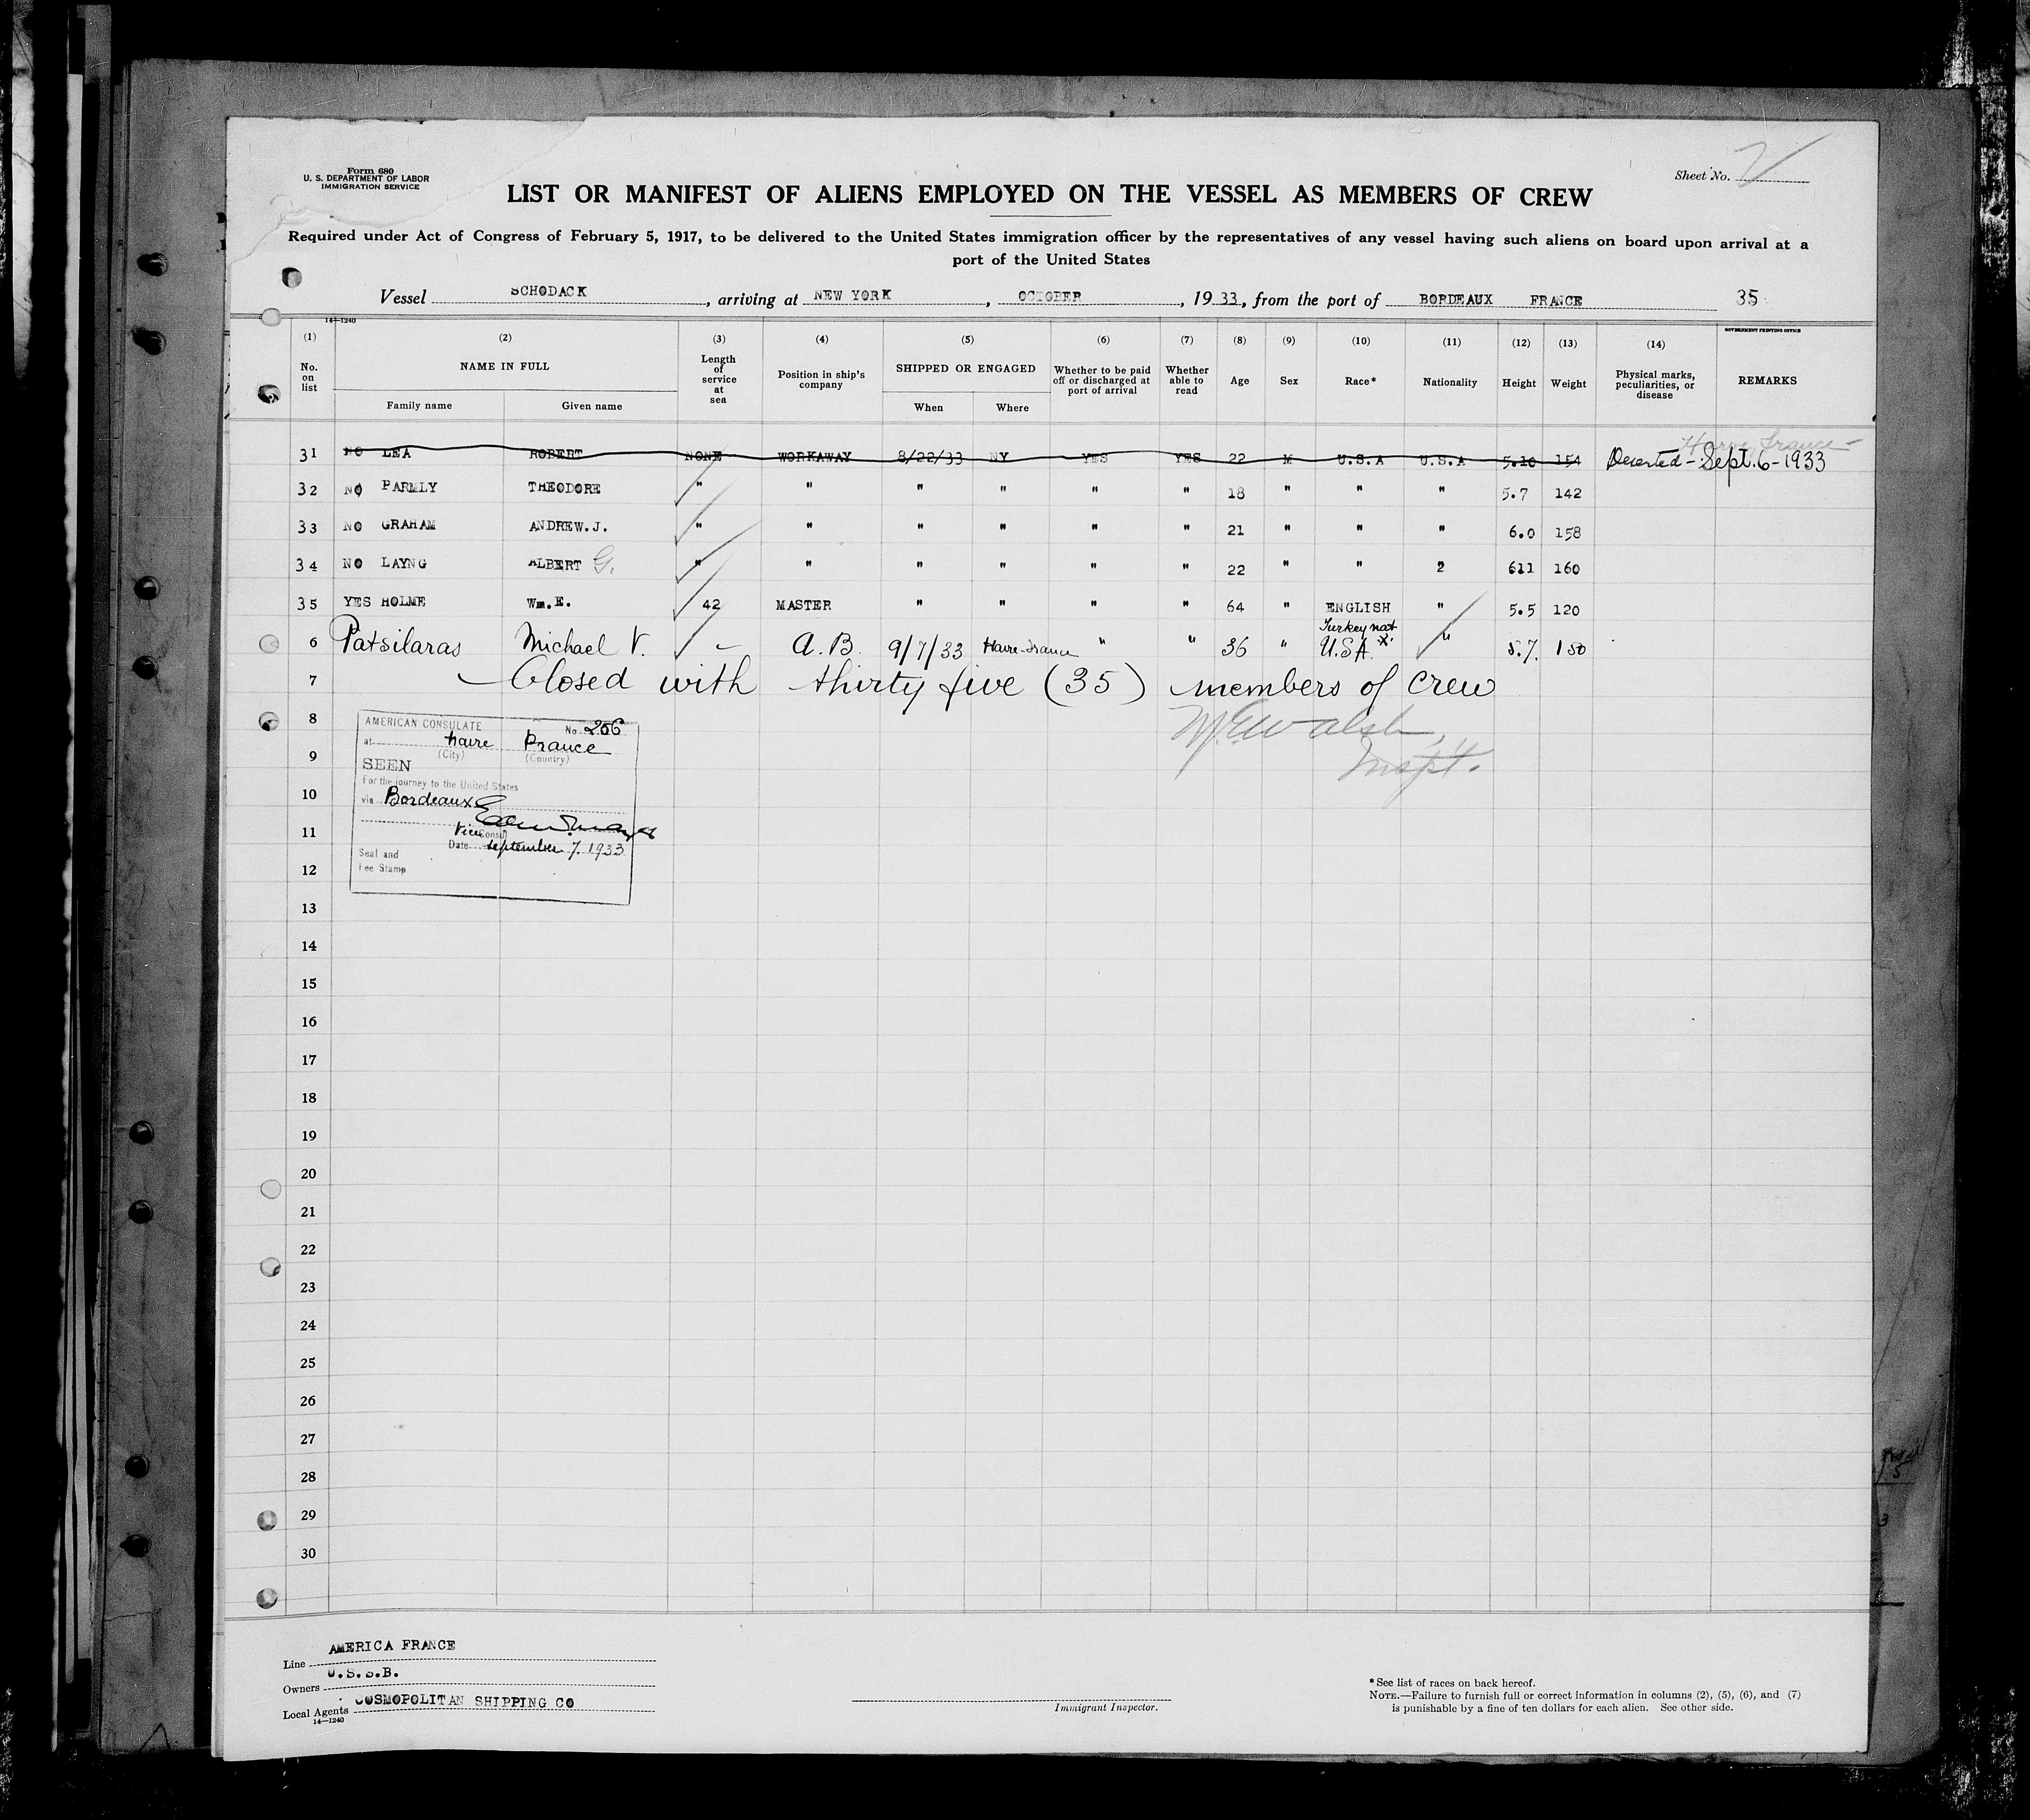 Form 680
U. S. DEPARTMENT OF LABOR
IMMIGRATION SERVICE
Sheet No.
LIST OR MANIFEST OF ALIENS EMPLOYED ON THE VESSEL AS MEMBERS OF CREW
Required under Act of Congress of February 5, 1917, to be delivered to the United States immigration officer by the representatives of any vessel having such aliens on board upon arrival at a
port of the United States
Vessel SCHODACK, arriving at NEW YORK, OCTOBER, 1933, from the port of BORDEAUX FRANCE 35
14—1240
GOVERNMENT PRINTING OFFICE
(1) (2) (3) (4) (5) (6) (7) (8) (9) (10) (11) (12) (13) (14)
No. on list NAME IN FULL Length of service at sea Position in ship's company SHIPPED OR ENGAGED Whether to be paid off or discharged at port of arrival Whether able to read Age Sex Race* Nationality Height Weight Physical marks, peculiarities, or disease REMARKS
Family name Given name When Where
Havre, France—
31 NO LEA ROBERT NONE WORKAWAY 8/22/33 NY YES YES 22 M U.S.A U.S.A 5.10 154 Deserted - Sept. 6 - 1933
32 NO PARMLY THEODORE " " " " " " 18 " " " 5.7 142
33 NO GRAHAM ANDREW.J. " " " " " " 21 " " " 6.0 158
34 NO LAYNG ALBERT G. " " " " " " 22 " " 2 611 160
35 YES HOLME Wm.E. 42 MASTER " " " " 64 " ENGLISH " 5.5 120
Turkey nat
6 Patsilaras Michael V. - A.B. 9/7/33 Havre-France " " 36 " U.S.A. x " 5.7. 150
7 Closed with thirty five (35) members of crew
8
9
10
11
12
13
14
15
16
17
18
19
20
21
22
23
24
25
26
27
28
29
30
Walsh,
Inspt.
AMERICAN CONSULATE No. 256
at Havre France
(City) (Country)
SEEN
For the journey to the United States
via Bordeaux
Vice Consul
Date September 7. 1933
Seal and
Fee Stamp
Line AMERICA FRANCE
Owners U.S.S.B.
Local Agents COSMOPOLITAN SHIPPING CO
14—1240
Immigrant Inspector.
*See list of races on back hereof.
NOTE.—Failure to furnish full or correct information in columns (2), (5), (6), and (7)
is punishable by a fine of ten dollars for each alien. See other side.